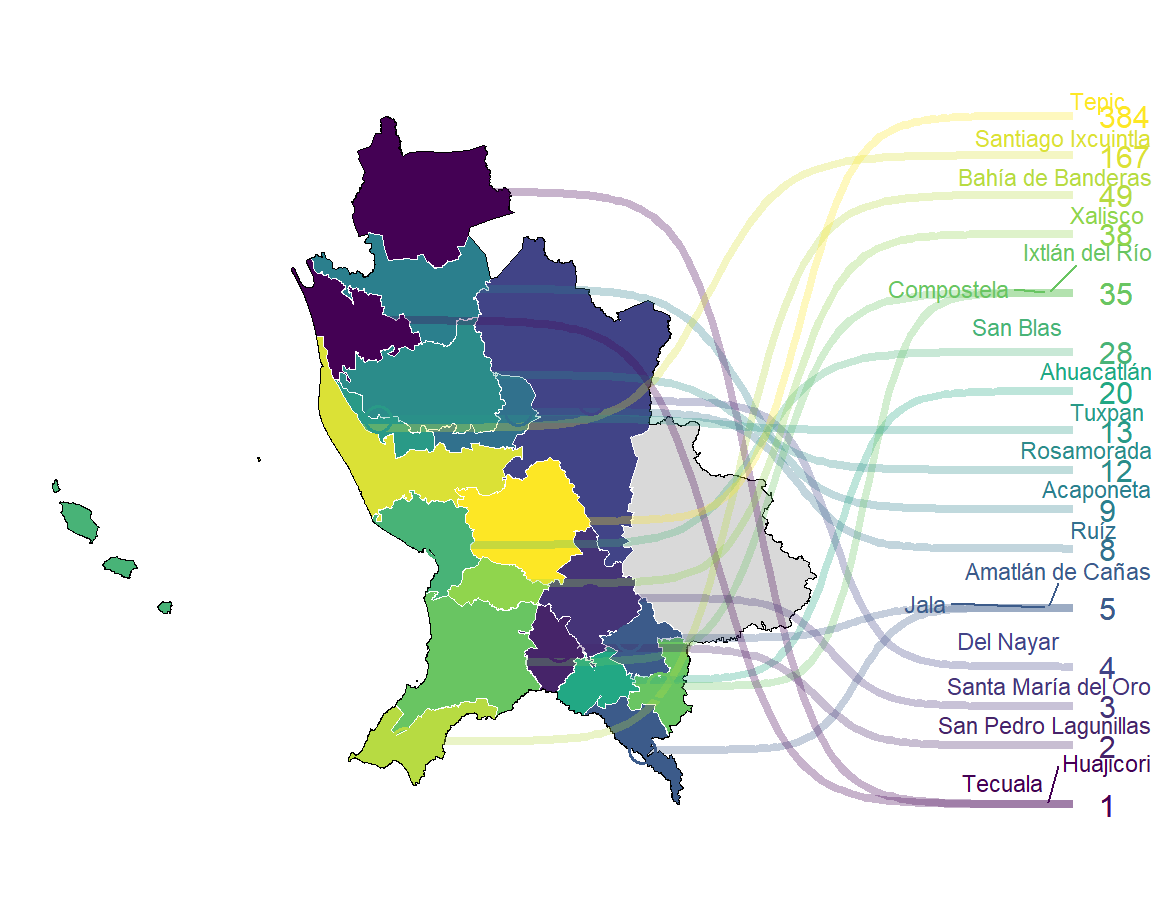 Tepic
384
Santiago Ixcuintla
167
Bahía de Banderas
49
Xalisco
38
Ixtlán del Río
Compostela
35
San Blas
28
Ahuacatlán
20
Tuxpan
13
Rosamorada
12
Acaponeta
9
Ruíz
8
Amatlán de Cañas
Jala
5
Del Nayar
4
Santa María del Oro
3
San Pedro Lagunillas
2
Huajicori
Tecuala
1